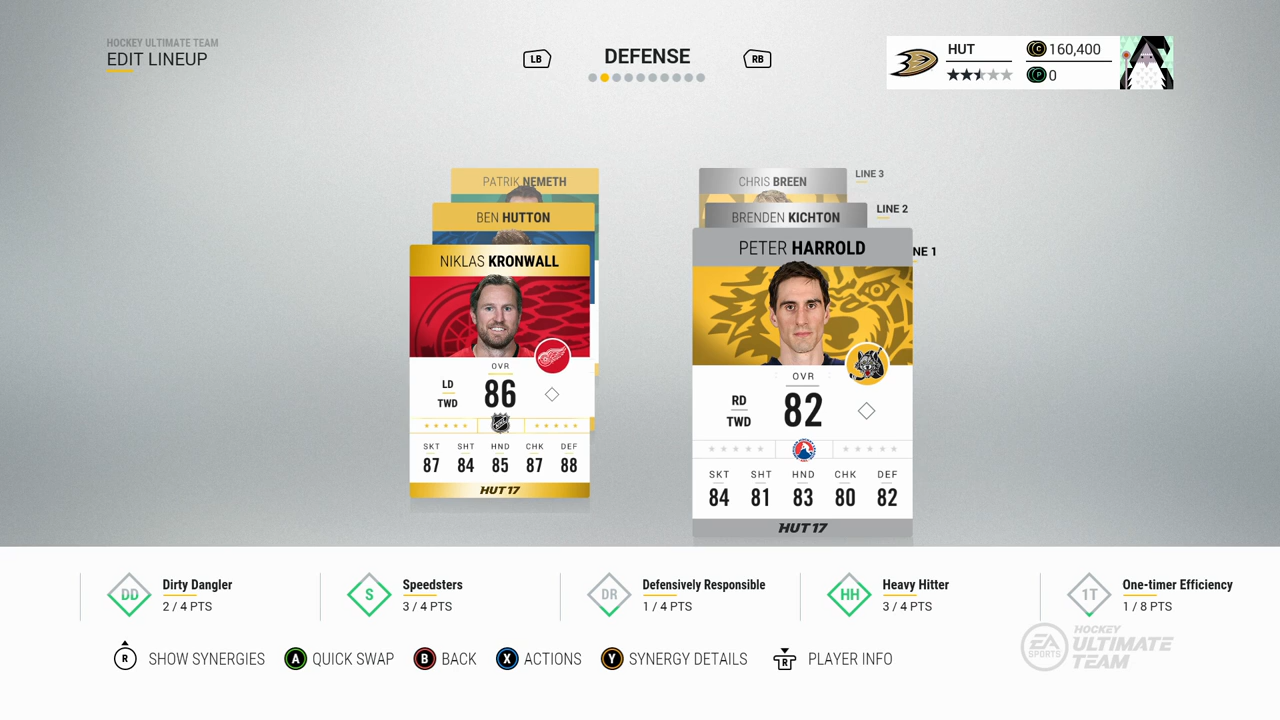 HOCKEY ULTIMATE TEAM
EDIT LINEUP
LB
DEFENSE
RB
HUT
C 160,400
P 0
PATRIK NEMETH
CHRIS BREEN
LINE 3
BEN HUTTON
BRENDEN KICHTON
LINE 2
NIKLAS KRONWALL
PETER HARROLD
NE 1
OVR
LD
TWD
86
NHL
SKT SHT HND CHK DEF
87 84 85 87 88
HUT 17
OVR
RD
TWD
82
SKT SHT HND CHK DEF
84 81 83 80 82
HUT 17
DD
Dirty Dangler
2 / 4 PTS
S
Speedsters
3 / 4 PTS
DR
Defensively Responsible
1 / 4 PTS
HH
Heavy Hitter
3 / 4 PTS
1T
One-timer Efficiency
1 / 8 PTS
R SHOW SYNERGIES
A QUICK SWAP
B BACK
X ACTIONS
Y SYNERGY DETAILS
R PLAYER INFO
EA SPORTS
HOCKEY ULTIMATE TEAM